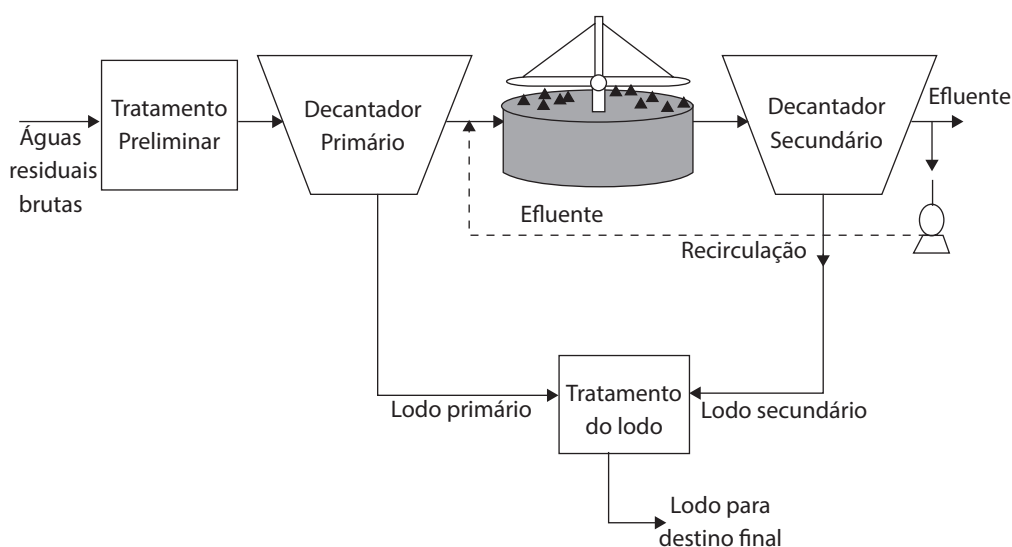 Tratamento
Preliminar
Águas
residuais
brutas
Decantador
Primário
Efluente
Recirculação
Decantador
Secundário
Efluente
Lodo primário
Tratamento
do lodo
Lodo secundário
Lodo para
destino final